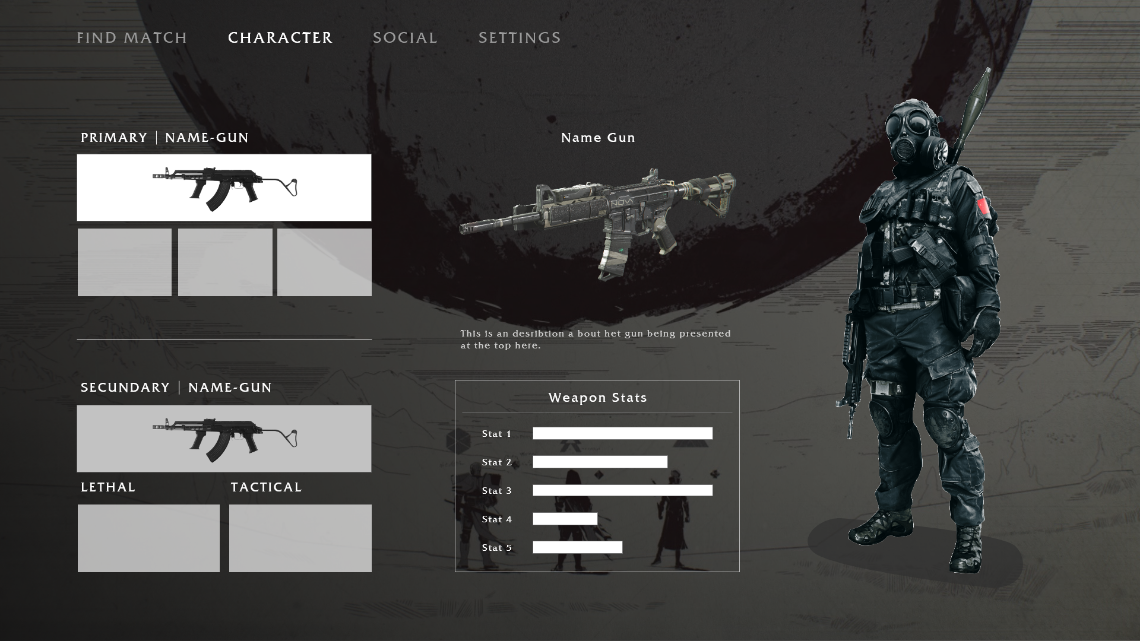 FIND MATCH CHARACTER SOCIAL SETTINGS
PRIMARY | NAME-GUN
Name Gun
NOVA
This is an desribtion a bout het gun being presented
at the top here.
SECUNDARY | NAME-GUN
LETHAL TACTICAL
Weapon Stats
Stat 1
Stat 2
Stat 3
Stat 4
Stat 5